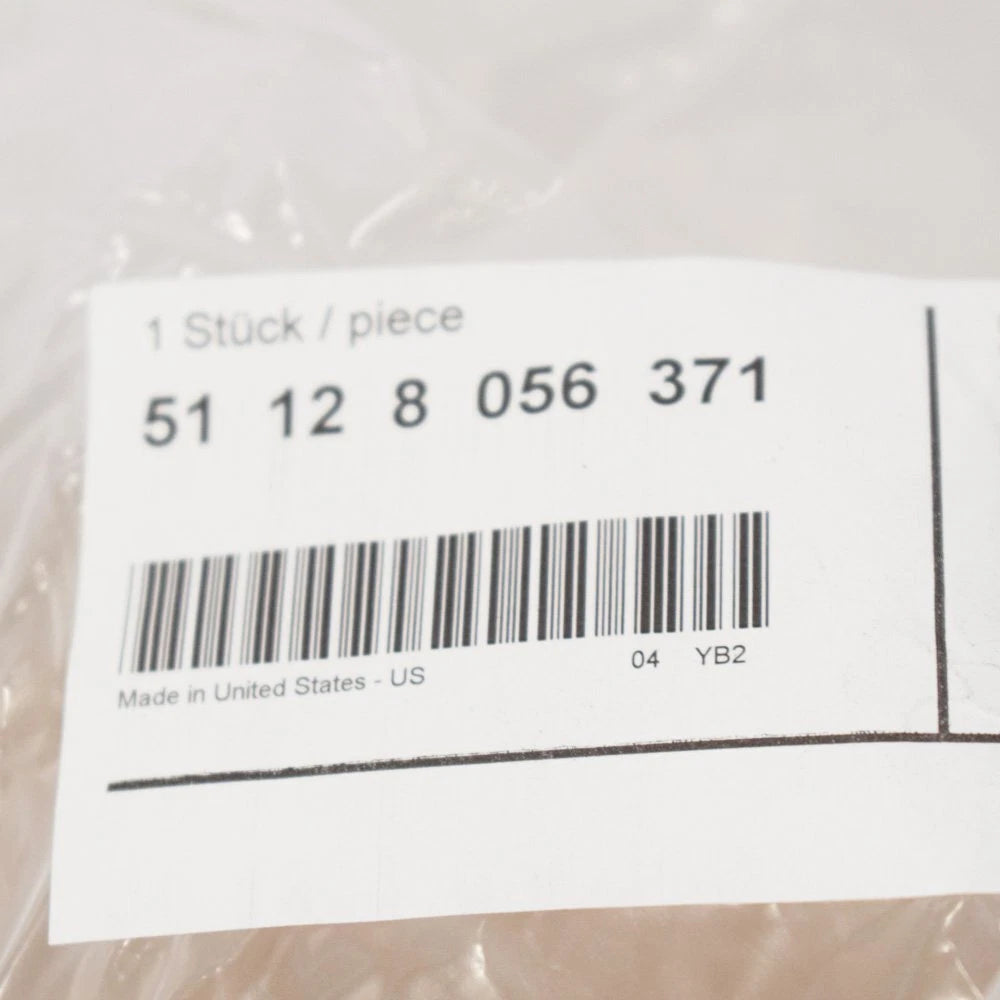 1 Stück / piece
51 12 8 056 371
Made in United States - US 04 YB2